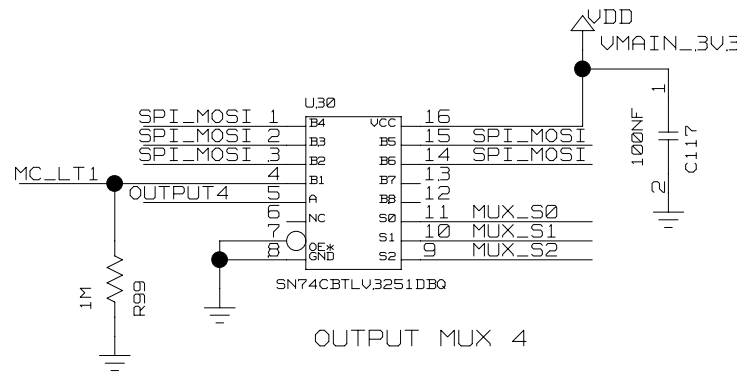 VDD
VMAIN_3V3
U30
SPI_MOSI 1 B4 VCC 16
SPI_MOSI 2 B3 B5 15 SPI_MOSI
SPI_MOSI 3 B2 B6 14 SPI_MOSI
MC_LT1 4 B1 B7 13
OUTPUT4 5 A B8 12
6 NC S0 11 MUX_S0
7 OE* S1 10 MUX_S1
8 GND S2 9 MUX_S2
SN74CBTLV3251DBQ
1
100NF
C117
2
1M
R99
OUTPUT MUX 4